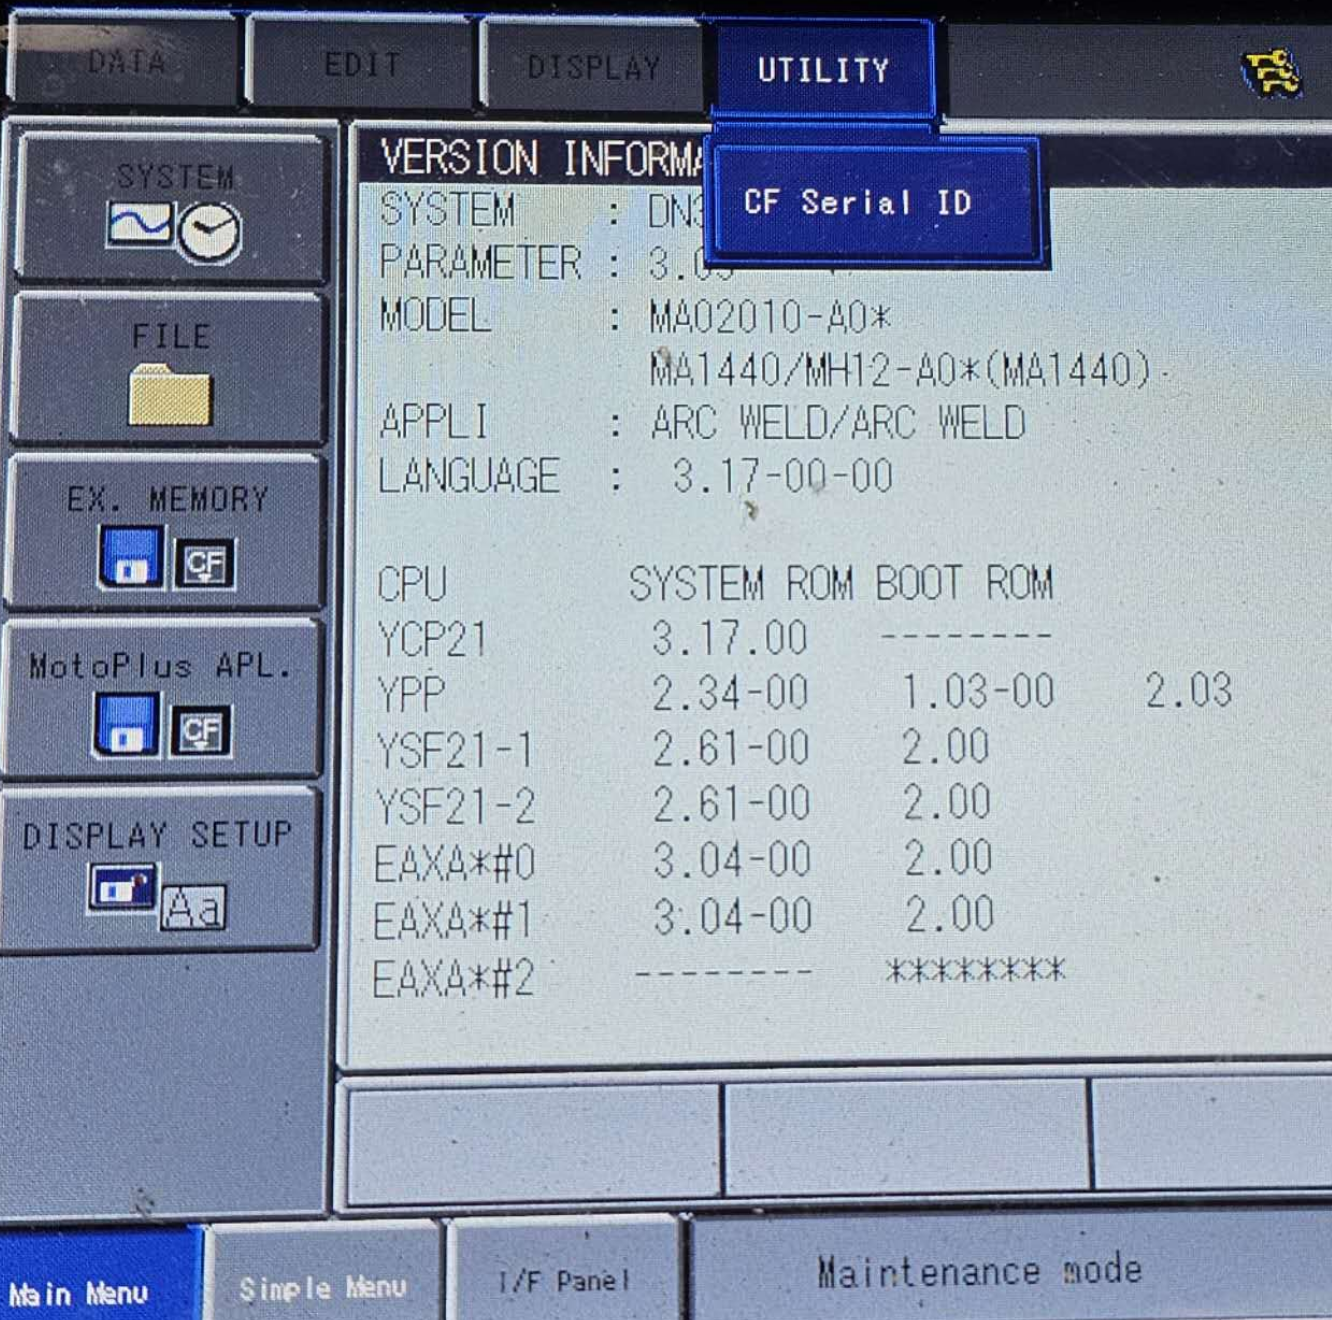 DATA EDIT DISPLAY UTILITY
CF Serial ID
SYSTEM
FILE
EX. MEMORY
CF
MotoPlus APL.
CF
DISPLAY SETUP
Aa
VERSION INFORMA
SYSTEM : DN3
PARAMETER : 3.05
MODEL : MA02010-A0*
MA1440/MH12-A0*(MA1440)
APPLI : ARC WELD/ARC WELD
LANGUAGE : 3.17-00-00
CPU SYSTEM ROM BOOT ROM
YCP21 3.17.00 --------
YPP 2.34-00 1.03-00 2.03
YSF21-1 2.61-00 2.00
YSF21-2 2.61-00 2.00
EAXA*#0 3.04-00 2.00
EAXA*#1 3.04-00 2.00
EAXA*#2 -------- ********
Main Menu Simple Menu I/F Panel Maintenance mode